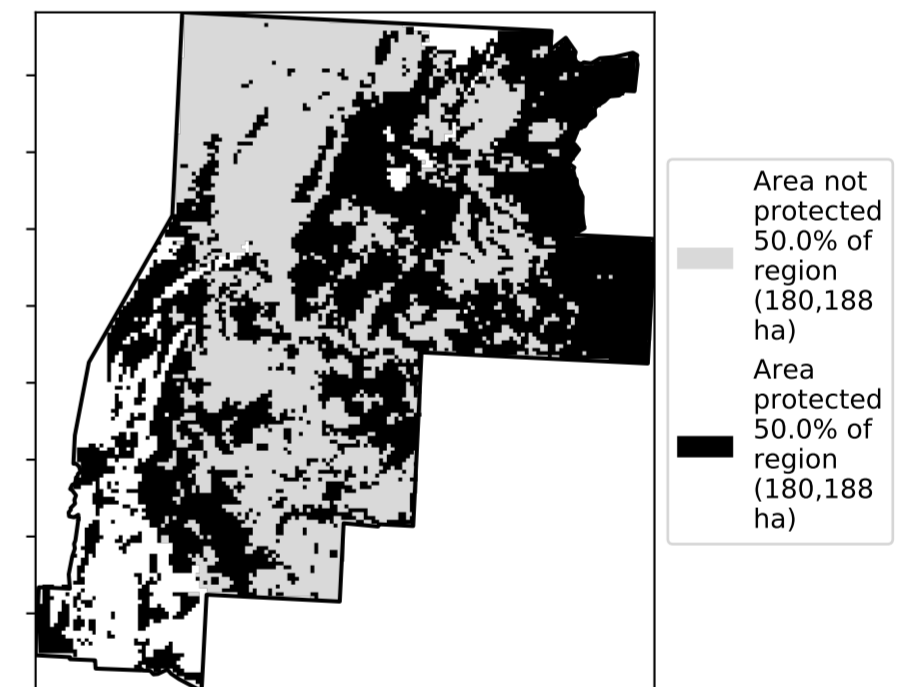 Area not
protected
50.0% of
region
(180,188
ha)
Area
protected
50.0% of
region
(180,188
ha)